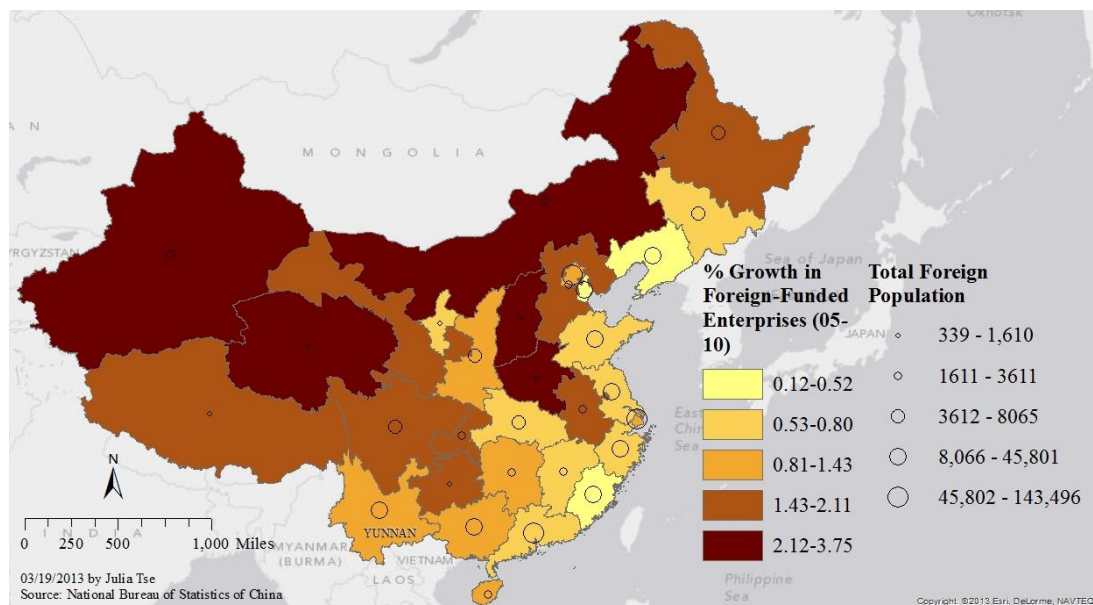 Okhotsk
A N
M O N G O L I A
KYRGYZSTAN
Sea of Japan
JAPAN
East
China
Sea
% Growth in
Foreign-Funded
Enterprises (05-
10)
0.12-0.52
0.53-0.80
0.81-1.43
1.43-2.11
2.12-3.75
Total Foreign
Population
339 - 1,610
1611 - 3611
3612 - 8065
8,066 - 45,801
45,802 - 143,496
N
0 250 500 1,000 Miles
I N D I A
YUNNAN
MYANMAR
(BURMA)
VIETNAM
LAOS
Philippine
Sea
03/19/2013 by Julia Tse
Source: National Bureau of Statistics of China
Copyright: ©2013 Esri, DeLorme, NAVTEQ